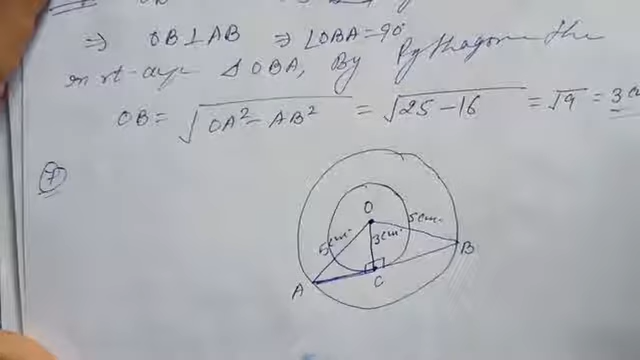 ⇒ OB ⊥ AB ⇒ ∠OBA = 90°
In rt-angle Δ OBA, By Pythagoras the
OB = √OA² - AB² = √25 - 16 = √9 = 3
7
O
5cm.
3cm.
5cm.
B
A
C